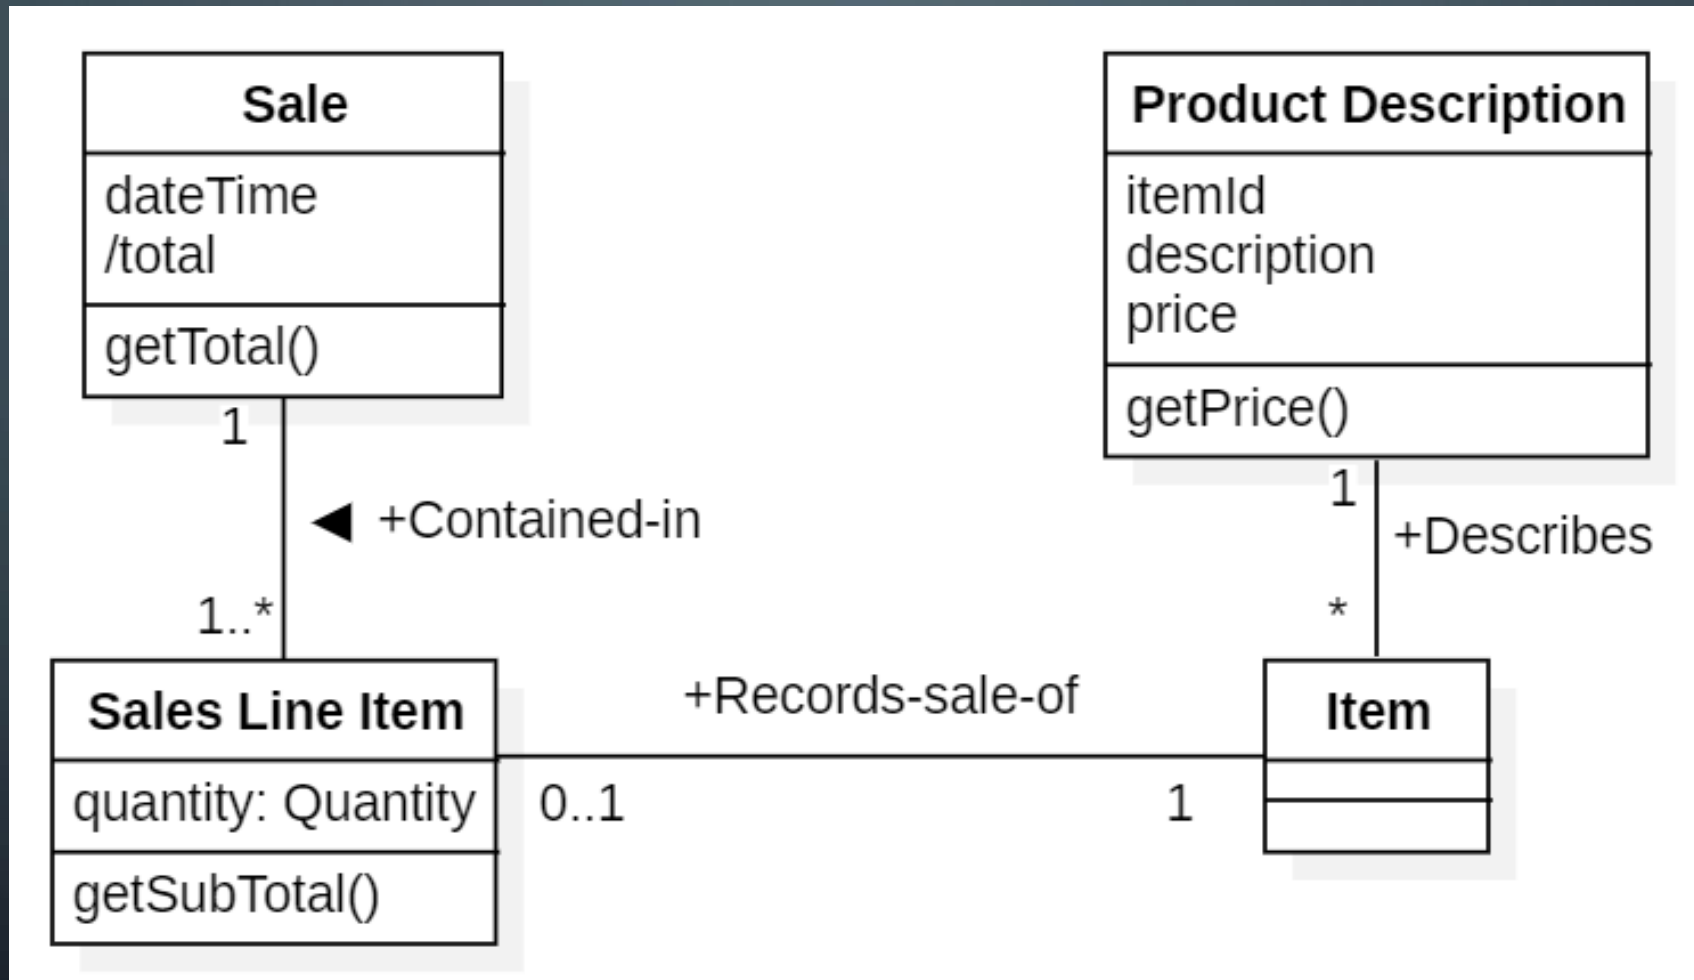 Sale
dateTime
/total
getTotal()
1
◀ +Contained-in
1..*
Product Description
itemId
description
price
getPrice()
1
+Describes
*
Sales Line Item
quantity: Quantity
getSubTotal()
+Records-sale-of
0..1
1
Item